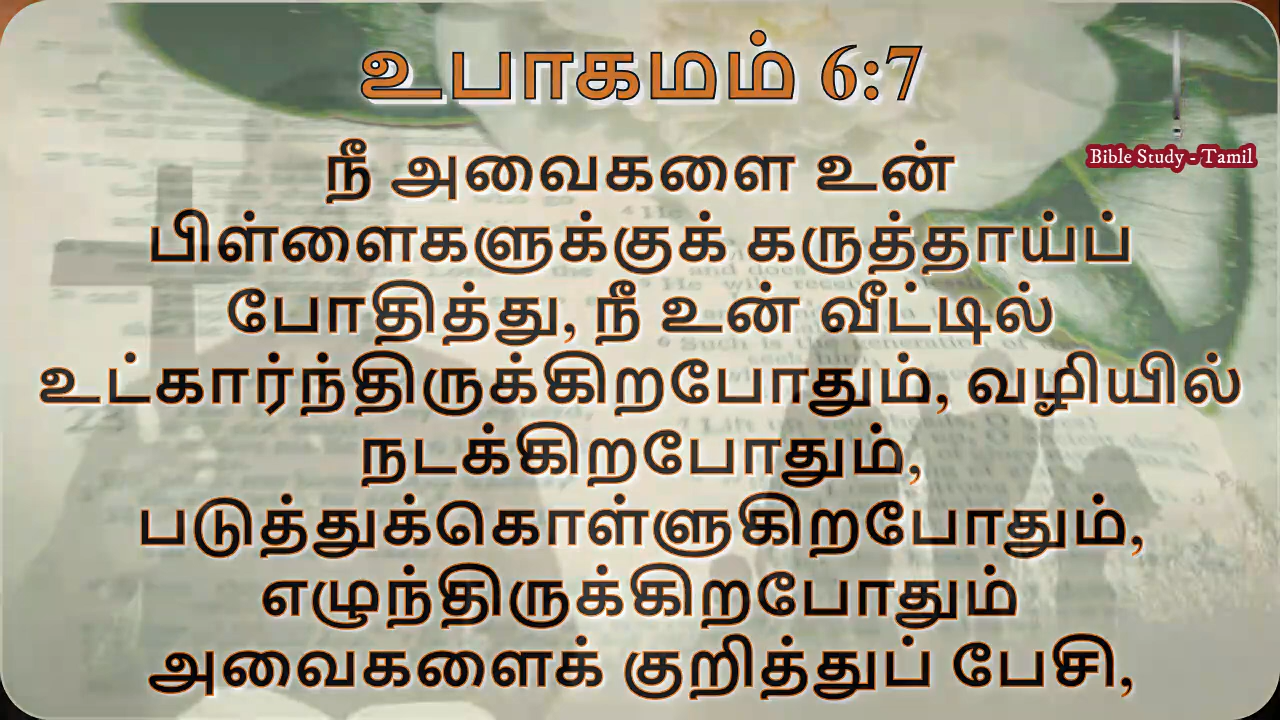 உபாகமம் 6:7
Bible Study - Tamil
நீ அவைகளை உன்
பிள்ளைகளுக்குக் கருத்தாய்ப்
போதித்து, நீ உன் வீட்டில்
உட்கார்ந்திருக்கிறபோதும், வழியில்
நடக்கிறபோதும்,
படுத்துக்கொள்ளுகிறபோதும்,
எழுந்திருக்கிறபோதும்
அவைகளைக் குறித்துப் பேசி,